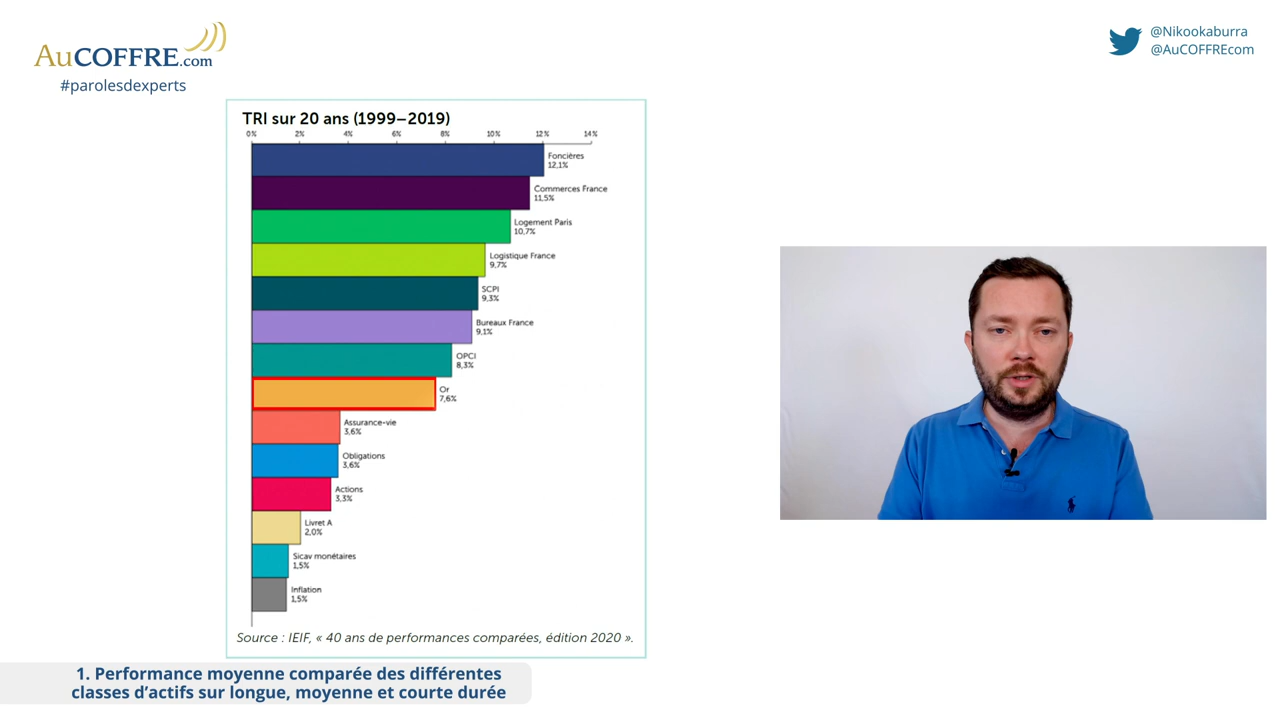 AuCOFFRE.com
#parolesdexperts
@Nikookaburra
@AuCOFFREcom
TRI sur 20 ans (1999–2019)
0% 2% 4% 6% 8% 10% 12% 14%
Foncières
12,1%
Commerces France
11,5%
Logement Paris
10,7%
Logistique France
9,7%
SCPI
9,3%
Bureaux France
9,1%
OPCI
8,3%
Or
7,6%
Assurance-vie
3,6%
Obligations
3,6%
Actions
3,3%
Livret A
2,0%
Sicav monétaires
1,5%
Inflation
1,5%
Source : IEIF, « 40 ans de performances comparées, édition 2020 ».
1. Performance moyenne comparée des différentes
classes d’actifs sur longue, moyenne et courte durée